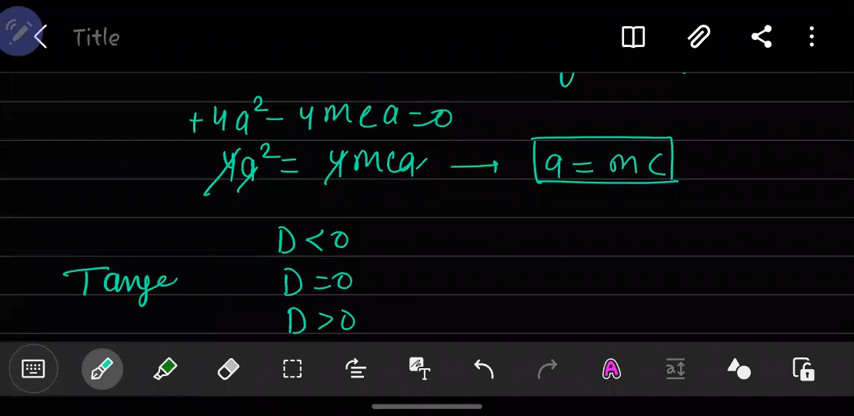 Title
+4a² - 4mca = 0
4a² = 4mca → a = mc
D < 0
Tange D = 0
D > 0